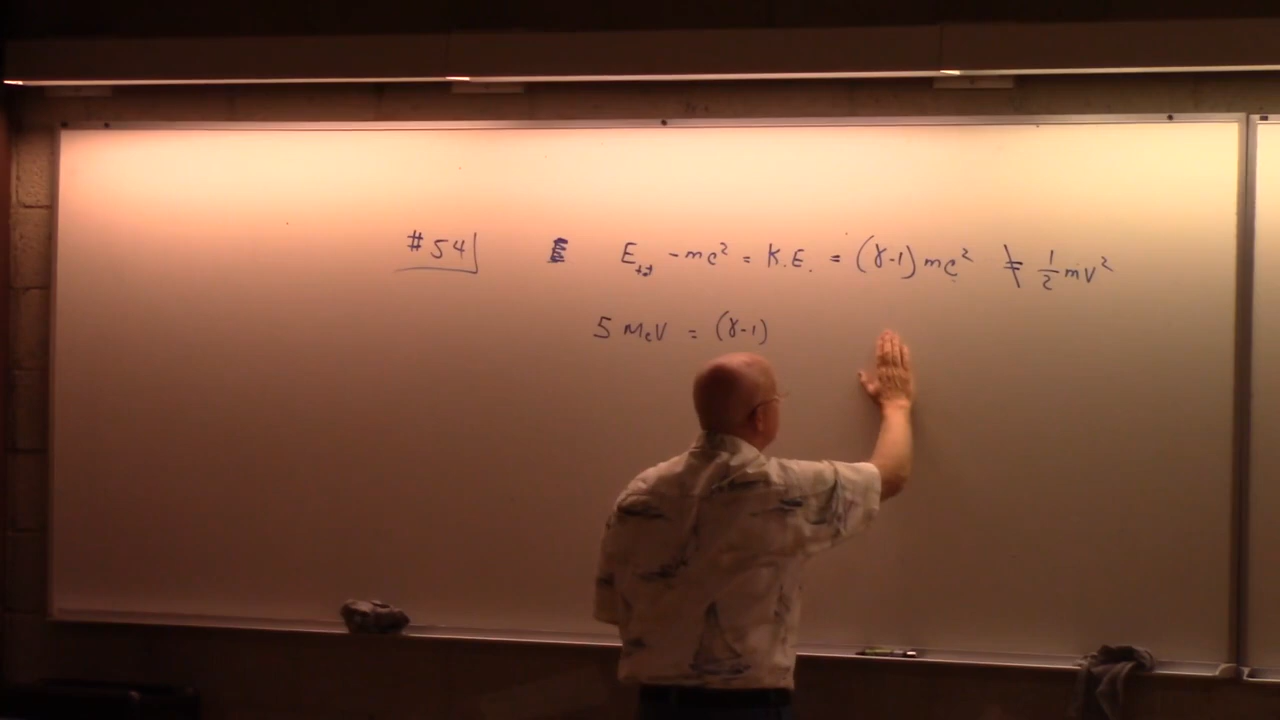 #54 E_tot - mc² = K.E. = (γ-1) mc² ≠ 1/2 mv²
5 MeV = (γ-1)